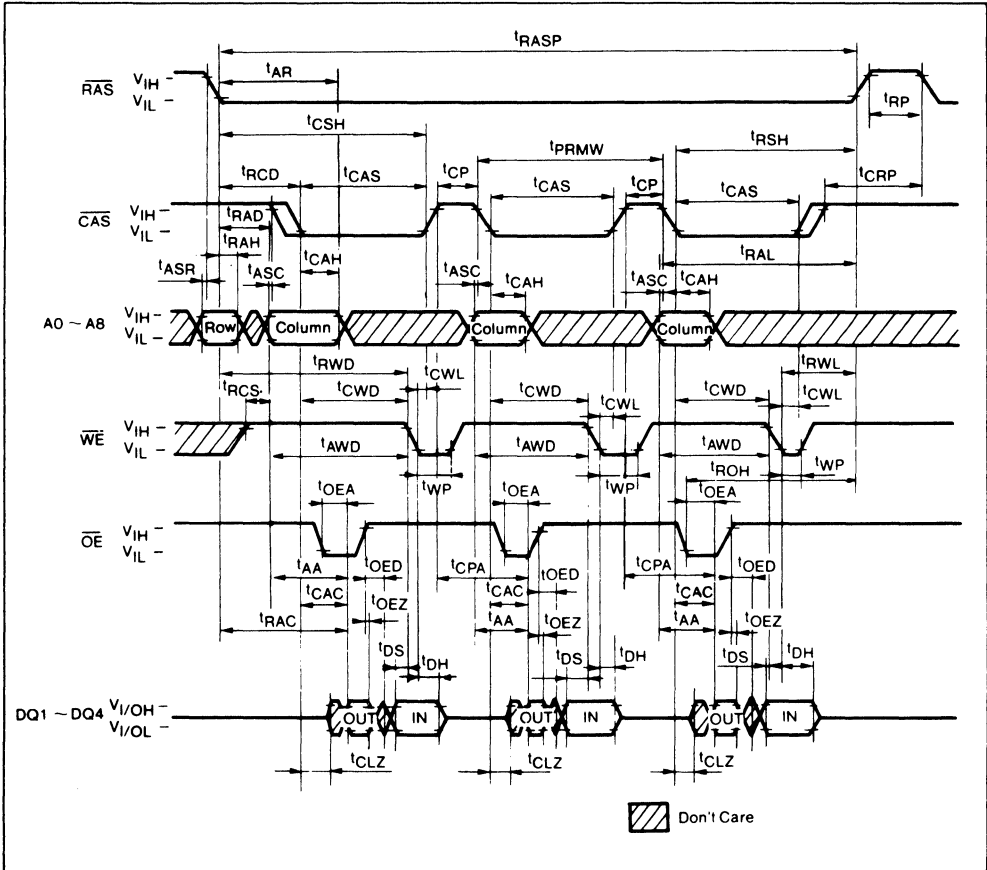 tRASP
tAR
RAS VIH –
VIL –
tRP
tCSH
tRSH
tPRMW
tRCD tCAS tCP tCAS tCP tCAS tCRP
CAS VIH –
VIL –
tRAD
tRAH
tRAL
tASR tASC tCAH tASC tCAH tASC tCAH
A0 ~ A8 VIH –
VIL –
Row Column Column Column
tRWD tCWL tRWL
tRCS tCWD tCWD tCWL tCWD tCWL
WE VIH –
VIL –
tAWD tAWD tAWD
tROH
tWP tWP tWP
tOEA tOEA tOEA
OE VIH –
VIL –
tAA tOED tCPA tOED tCPA tOED
tCAC tOEZ tCAC tOEZ tCAC tOEZ
tRAC tAA tAA
tDS tDH tDS tDH tDS tDH
DQ1 ~ DQ4 VI/OH –
VI/OL –
OUT IN OUT IN OUT IN
tCLZ tCLZ tCLZ
Don't Care